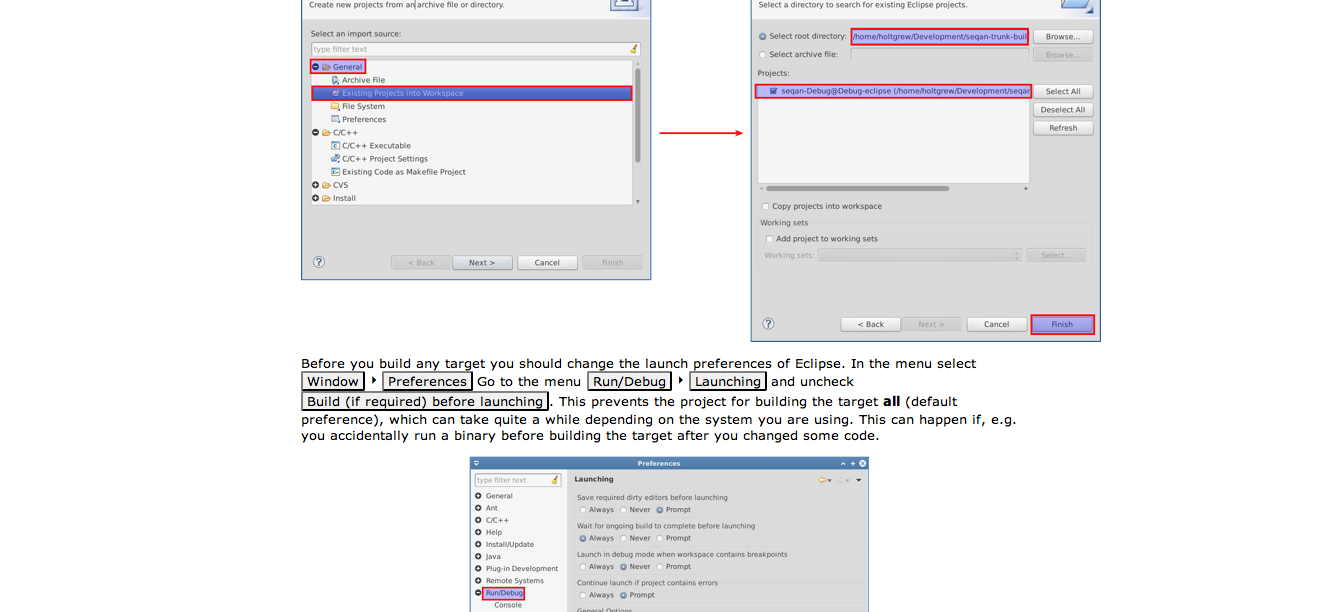 Create new projects from an archive file or directory.
Select an import source:
type filter text
General
Archive File
Existing Projects into Workspace
File System
Preferences
C/C++
C/C++ Executable
C/C++ Project Settings
Existing Code as Makefile Project
CVS
Install
< Back
Next >
Cancel
Finish
Select a directory to search for existing Eclipse projects.
Select root directory: /home/holtgrew/Development/seqan-trunk-buil Browse...
Select archive file: Browse...
Projects:
seqan-Debug@Debug-eclipse (/home/holtgrew/Development/seqan Select All
Deselect All
Refresh
Copy projects into workspace
Working sets
Add project to working sets
Working sets: Select...
< Back Next > Cancel Finish
Before you build any target you should change the launch preferences of Eclipse. In the menu select
Window Preferences Go to the menu Run/Debug Launching and uncheck
Build (if required) before launching. This prevents the project for building the target all (default
preference), which can take quite a while depending on the system you are using. This can happen if, e.g.
you accidentally run a binary before building the target after you changed some code.
Preferences
type filter text
General
Ant
C/C++
Help
Install/Update
Java
Plug-in Development
Remote Systems
Run/Debug
Console
Launching
Save required dirty editors before launching
Always Never Prompt
Wait for ongoing build to complete before launching
Always Never Prompt
Launch in debug mode when workspace contains breakpoints
Always Never Prompt
Continue launch if project contains errors
Always Prompt
General Options